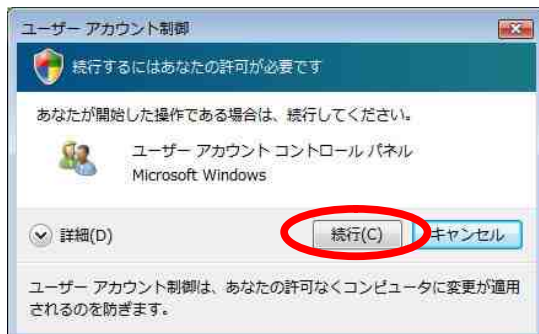 ユーザー アカウント制御
続行するにはあなたの許可が必要です
あなたが開始した操作である場合は、続行してください。
ユーザー アカウント コントロール パネル
Microsoft Windows
詳細(D)
続行(C)
キャンセル
ユーザー アカウント制御は、あなたの許可なくコンピュータに変更が適用
されるのを防ぎます。